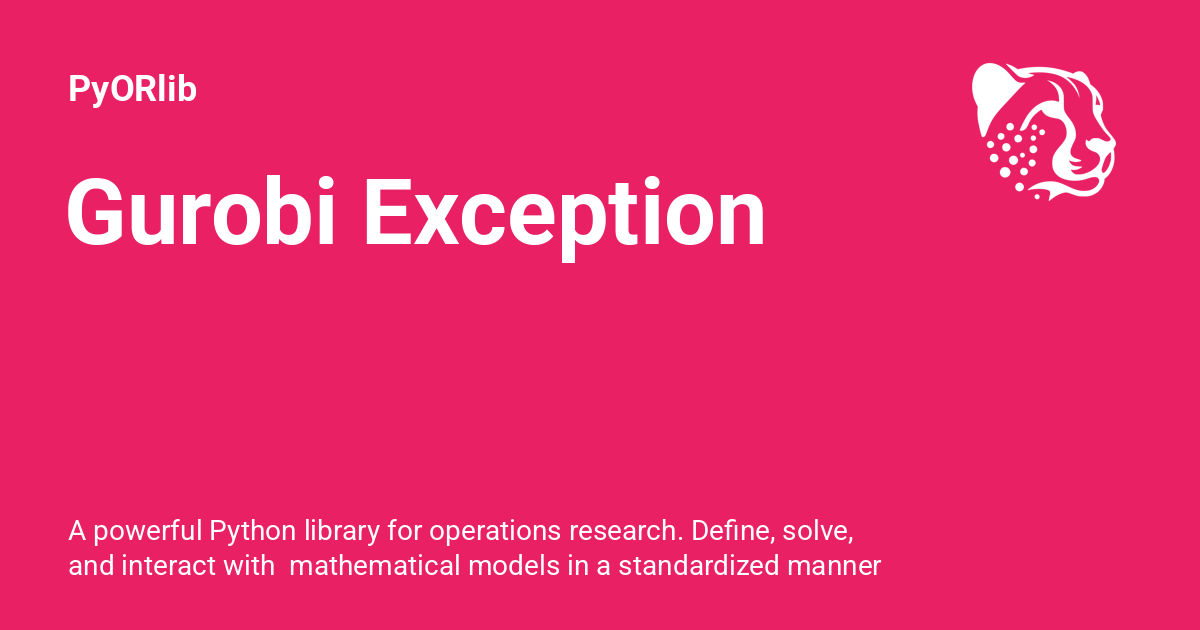 PyORlib
Gurobi Exception
A powerful Python library for operations research. Define, solve,
and interact with  mathematical models in a standardized manner